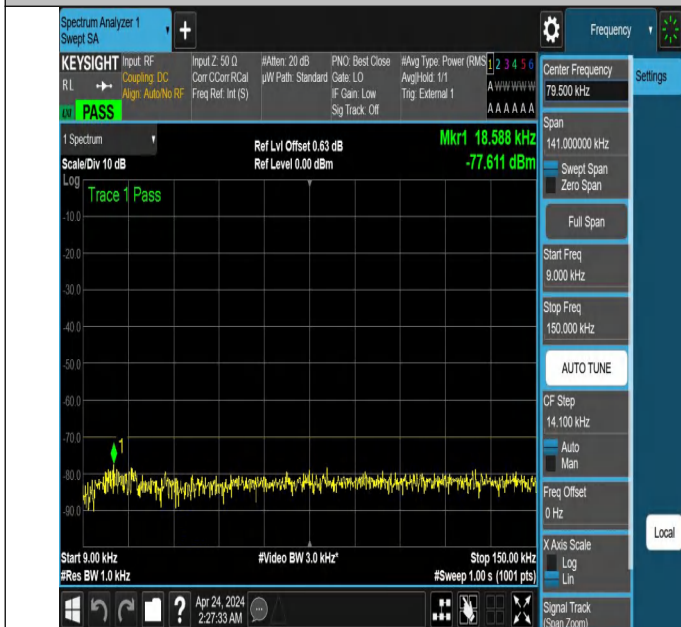 Spectrum Analyzer 1
Swept SA
Frequency
KEYSIGHT
RL
PASS
Input: RF
Coupling: DC
Align: Auto/No RF
Input Z: 50 Ω
Corr CCorr RCal
Freq Ref: Int (S)
#Atten: 20 dB
µW Path: Standard
PNO: Best Close
Gate: LO
IF Gain: Low
Sig Track: Off
#Avg Type: Power (RMS
Avg|Hold: 1/1
Trig: External 1
1 2 3 4 5 6
A W W W W W
A A A A A A
Center Frequency
79.500 kHz
Settings
Span
141.000000 kHz
Swept Span
Zero Span
Full Span
Start Freq
9.000 kHz
Stop Freq
150.000 kHz
AUTO TUNE
CF Step
14.100 kHz
Auto
Man
Freq Offset
0 Hz
X Axis Scale
Log
Lin
Signal Track
(Span Zoom)
Local
1 Spectrum
Scale/Div 10 dB
Ref Lvl Offset 0.63 dB
Ref Level 0.00 dBm
Mkr1 18.588 kHz
-77.611 dBm
Log
Trace 1 Pass
-10.0
-20.0
-30.0
-40.0
-50.0
-60.0
-70.0
-80.0
-90.0
1
Start 9.00 kHz
#Res BW 1.0 kHz
#Video BW 3.0 kHz*
Stop 150.00 kHz
#Sweep 1.00 s (1001 pts)
?
Apr 24, 2024
2:27:33 AM